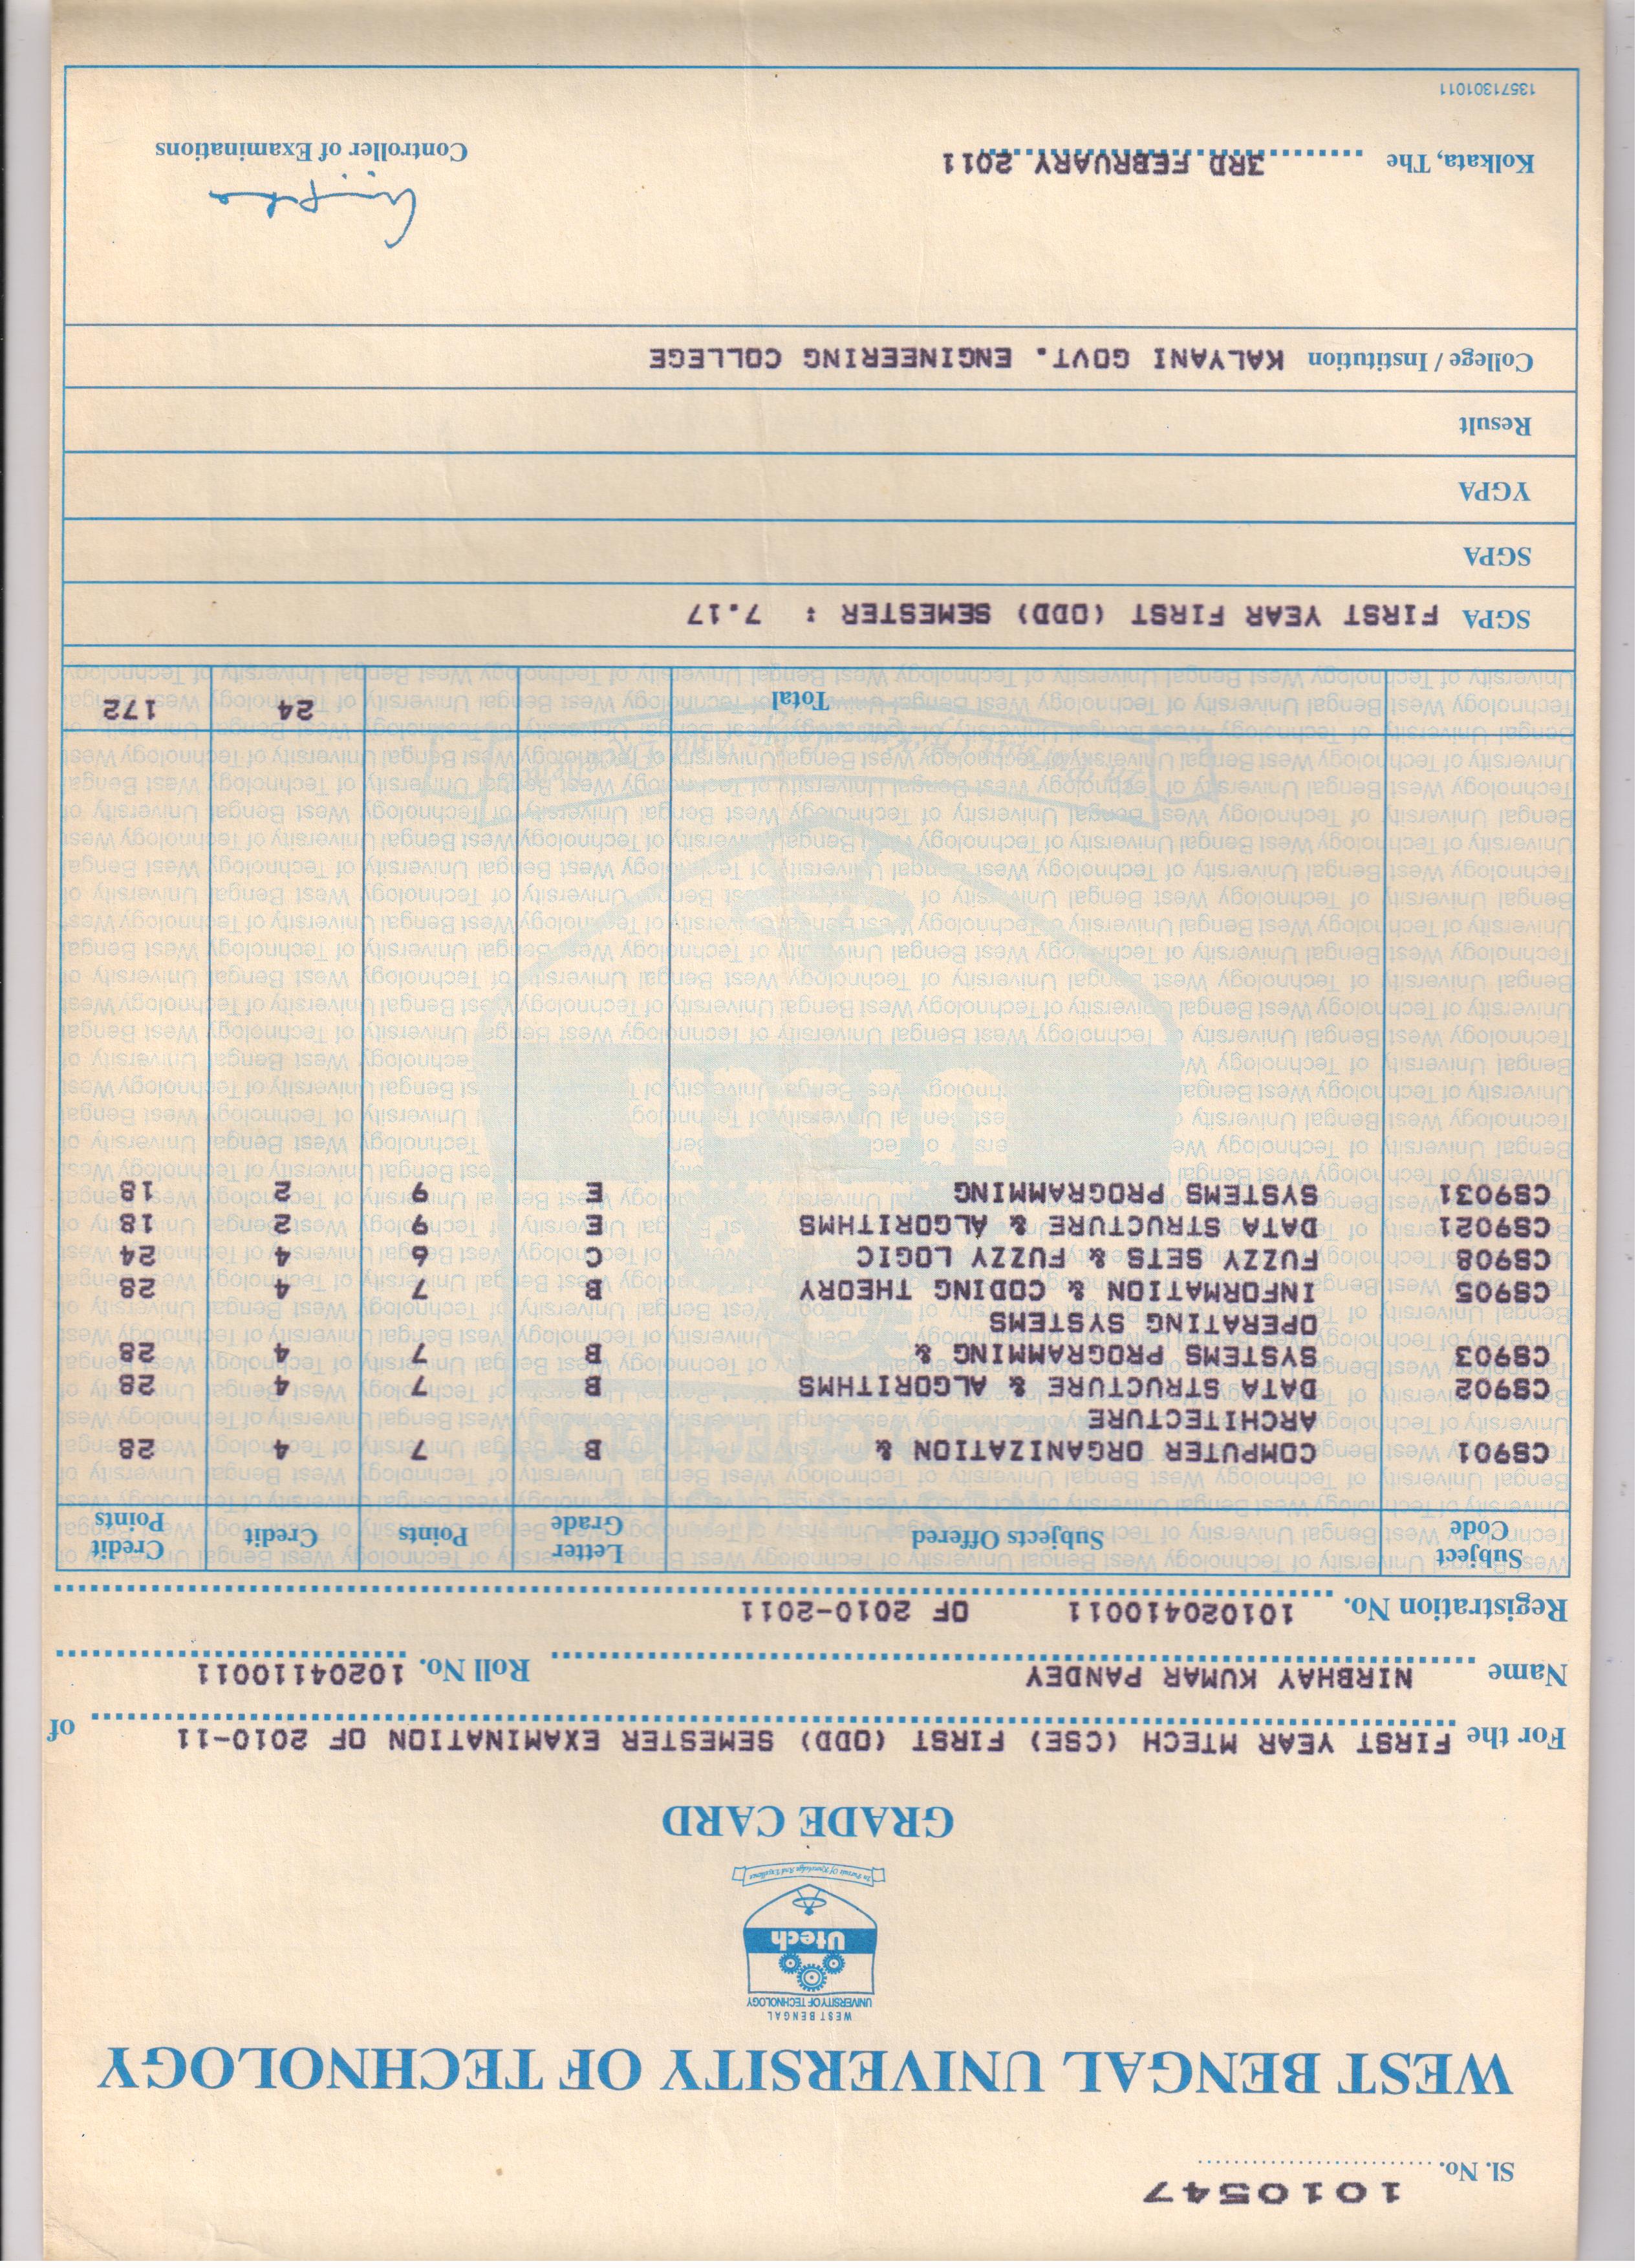 Sl. No. 1010547
WEST BENGAL UNIVERSITY OF TECHNOLOGY
WEST BENGAL
UNIVERSITY OF TECHNOLOGY
Utech
In Pursuit Of Knowledge And Excellence
GRADE CARD
For the FIRST YEAR MTECH (CSE) FIRST (ODD) SEMESTER EXAMINATION OF 2010-11 of
Name NIRBHAY KUMAR PANDEY Roll No. 10204110011
Registration No. 101020410011 OF 2010-2011
Subject Code Subjects Offered Letter Grade Points Credit Credit Points
CS901 COMPUTER ORGANIZATION & B 7 4 28
ARCHITECTURE
CS902 DATA STRUCTURE & ALGORITHMS B 7 4 28
CS903 SYSTEMS PROGRAMMING & B 7 4 28
OPERATING SYSTEMS
CS905 INFORMATION & CODING THEORY B 7 4 28
CS908 FUZZY SETS & FUZZY LOGIC C 6 4 24
CS9021 DATA STRUCTURE & ALGORITHMS E 9 2 18
CS9031 SYSTEMS PROGRAMMING E 9 2 18
Total 24 172
SGPA FIRST YEAR FIRST (ODD) SEMESTER : 7.17
SGPA
YGPA
Result
College / Institution KALYANI GOVT. ENGINEERING COLLEGE
Kolkata, The 3RD FEBRUARY 2011
Controller of Examinations
13571301011